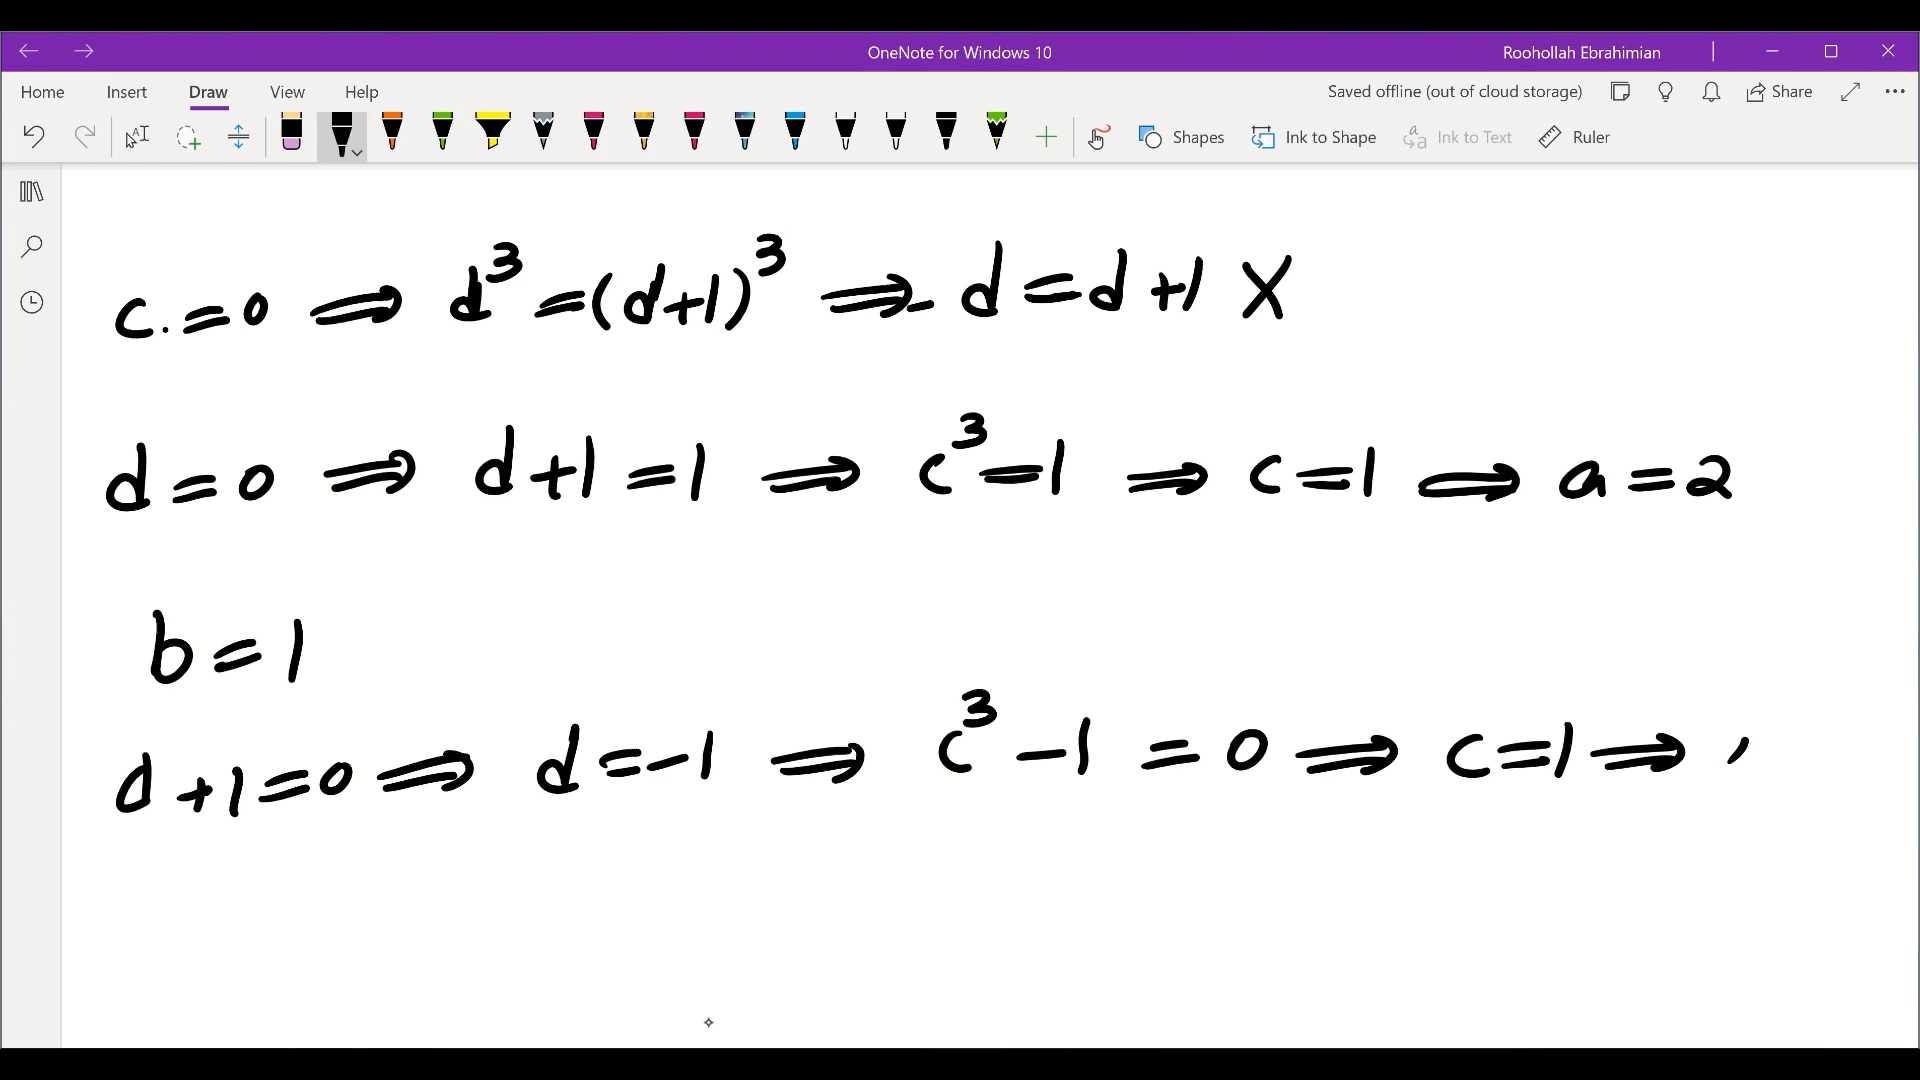 OneNote for Windows 10
Roohollah Ebrahimian
Home Insert Draw View Help
Saved offline (out of cloud storage) Share
Shapes Ink to Shape Ink to Text Ruler
c.=0 ⟹ d³=(d+1)³ ⟹ d=d+1 X
d=0 ⟹ d+1=1 ⟹ c³=1 ⟹ c=1 ⟹ a=2
b=1
d+1=0 ⟹ d=-1 ⟹ c³-1=0 ⟹ c=1 ⟹